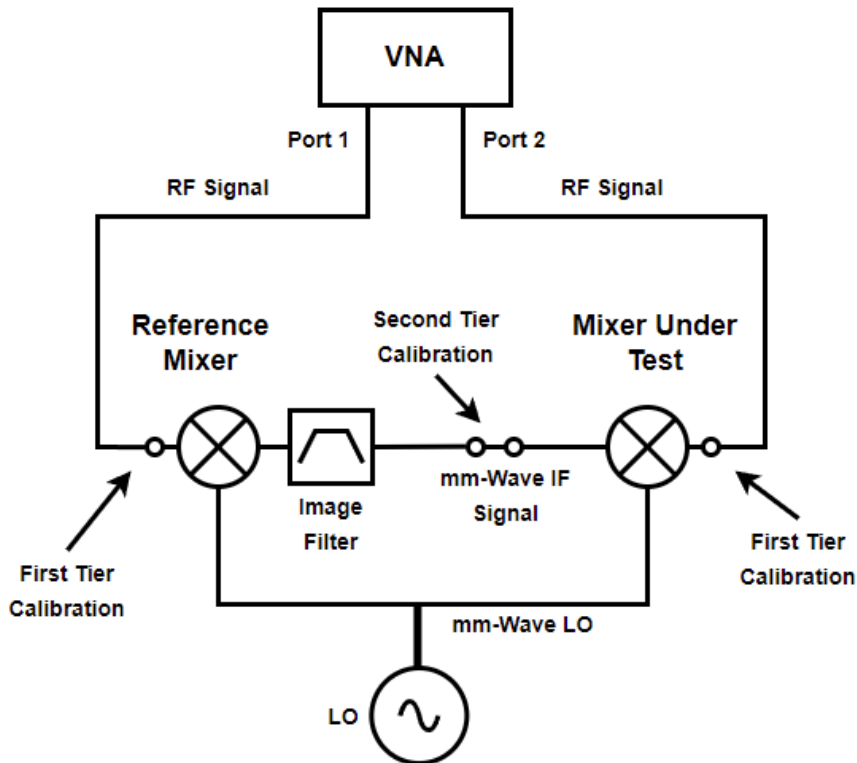 VNA
Port 1
Port 2
RF Signal
RF Signal
Reference
Mixer
Second Tier
Calibration
Mixer Under
Test
mm-Wave IF
Signal
Image
Filter
First Tier
Calibration
First Tier
Calibration
mm-Wave LO
LO